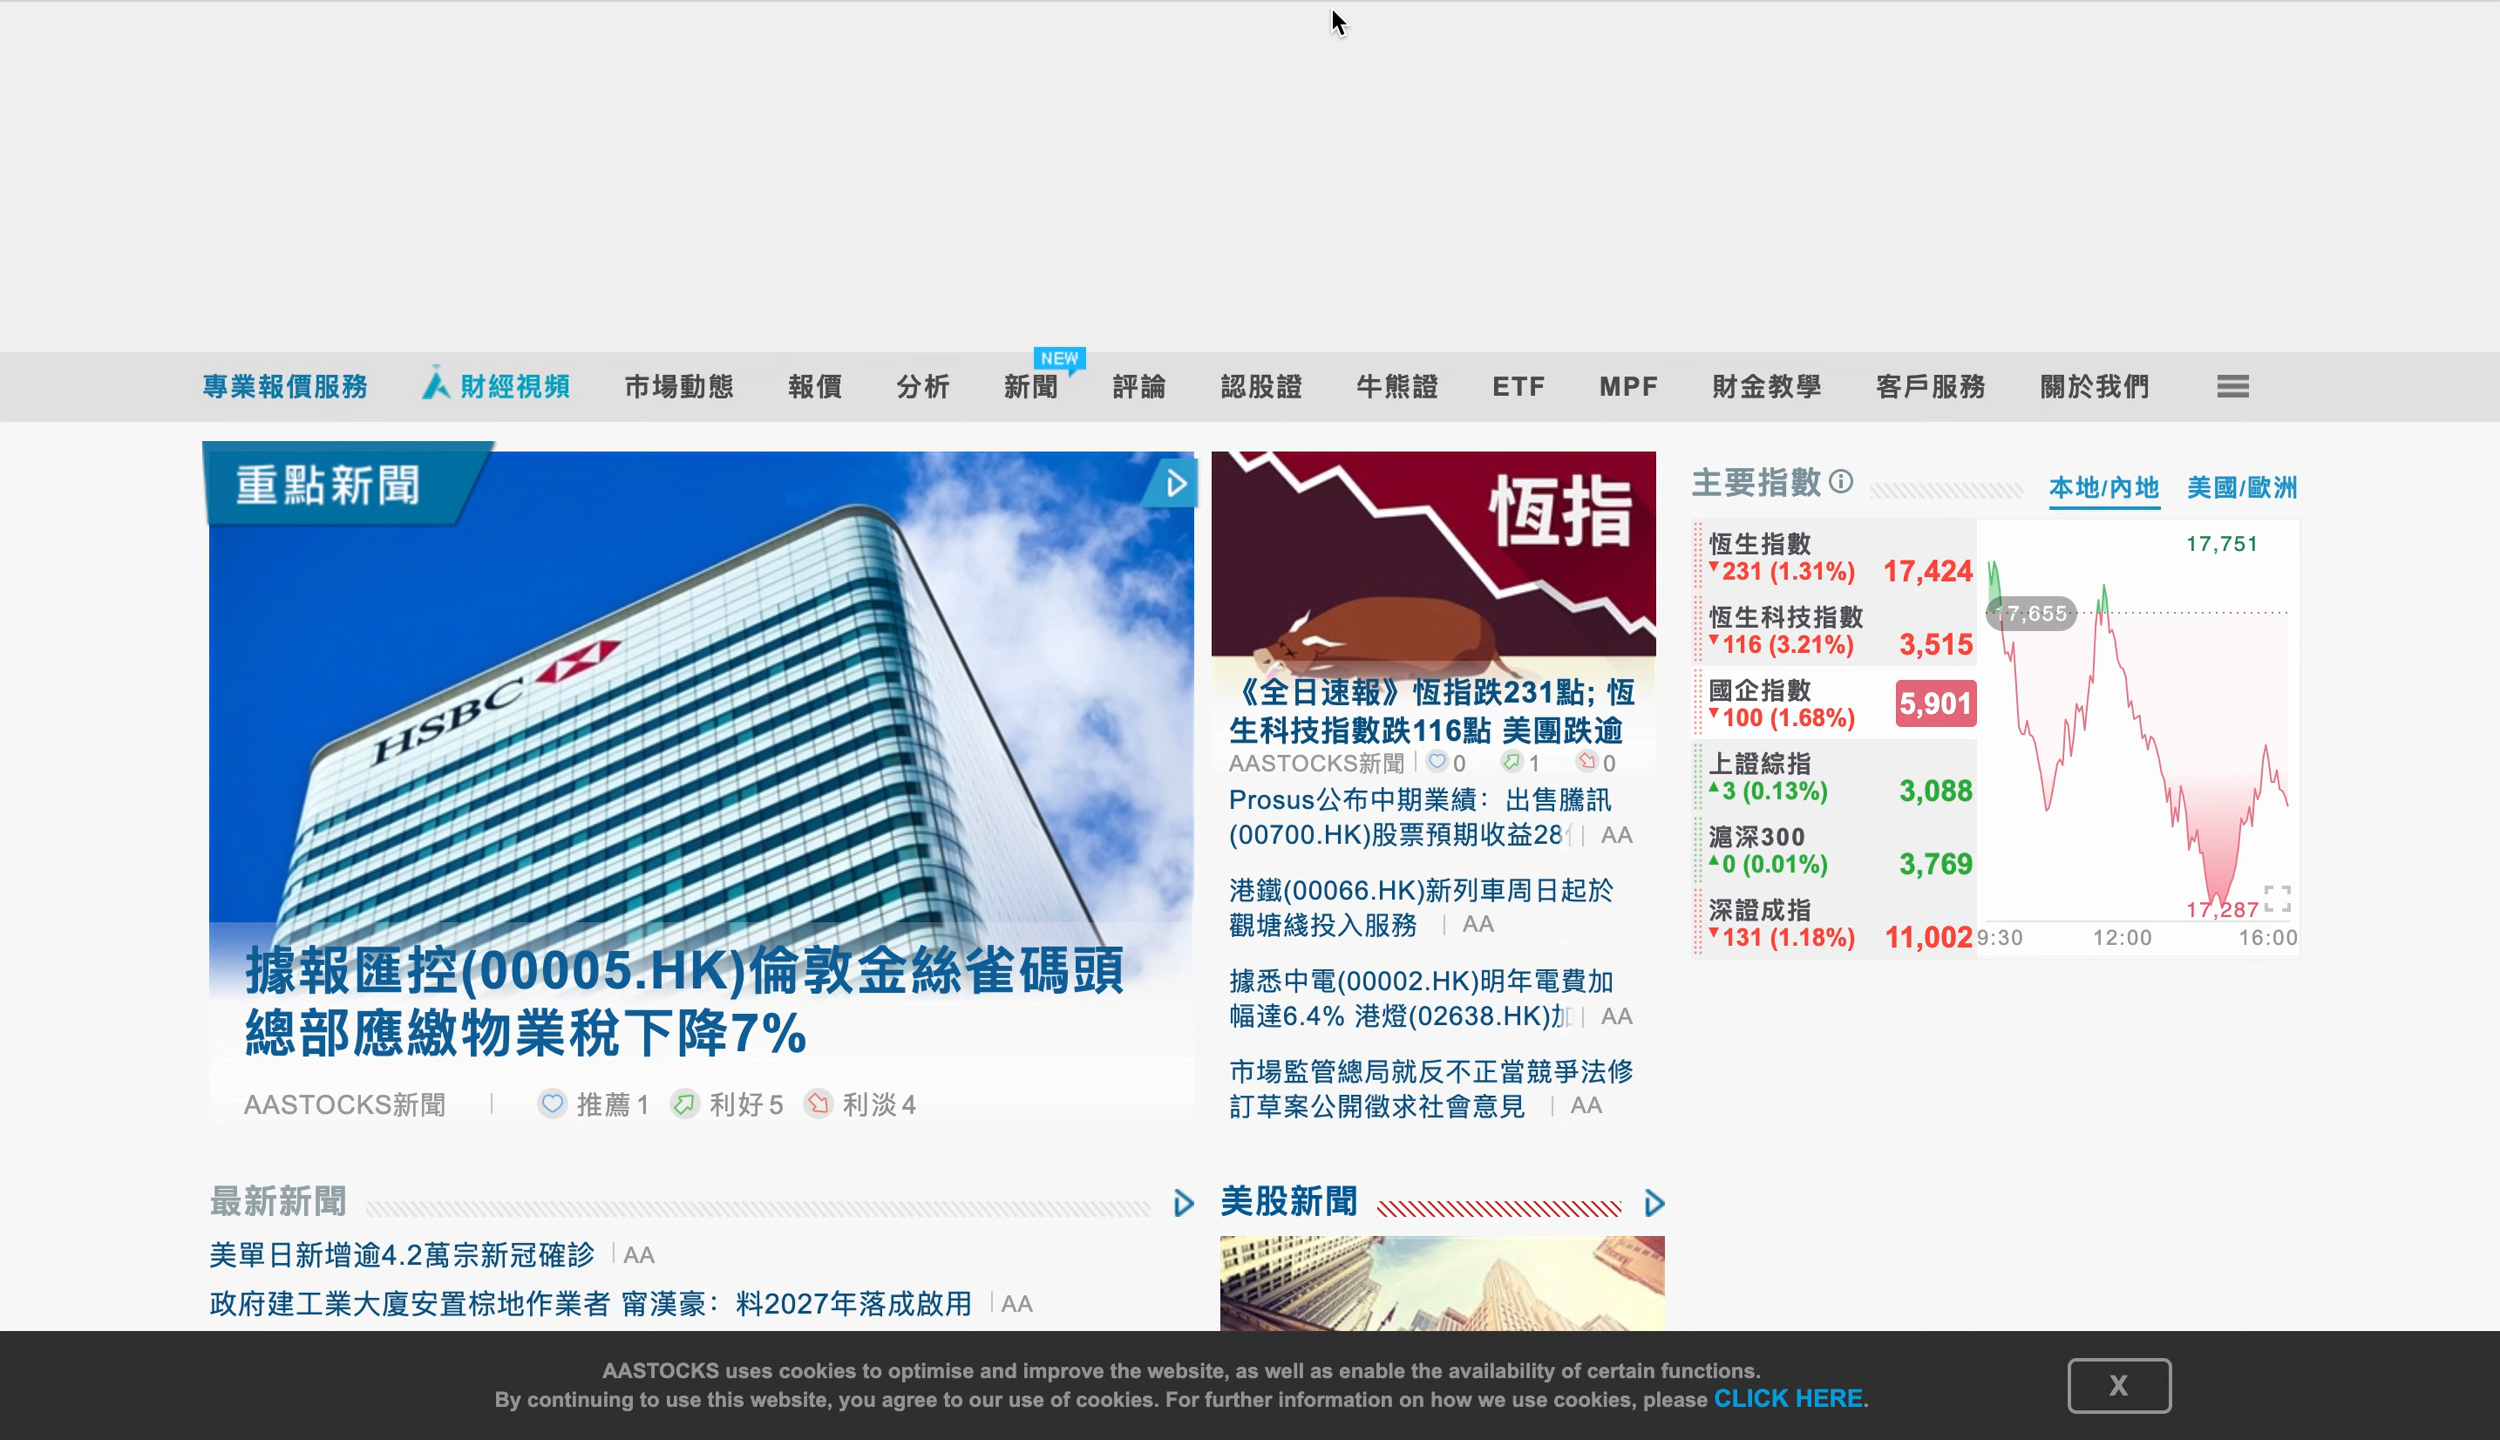 專業報價服務
財經視頻
市場動態
報價
分析
新聞
NEW
評論
認股證
牛熊證
ETF
MPF
財金教學
客戶服務
關於我們
重點新聞
HSBC
據報匯控(00005.HK)倫敦金絲雀碼頭
總部應繳物業稅下降7%
AASTOCKS新聞
推薦 1
利好 5
利淡 4
恆指
《全日速報》恆指跌231點; 恆
生科技指數跌116點 美團跌逾
AASTOCKS新聞
0
1
0
Prosus公布中期業績：出售騰訊
(00700.HK)股票預期收益28
AA
港鐵(00066.HK)新列車周日起於
觀塘綫投入服務
AA
據悉中電(00002.HK)明年電費加
幅達6.4% 港燈(02638.HK)加
AA
市場監管總局就反不正當競爭法修
訂草案公開徵求社會意見
AA
主要指數
本地/內地
美國/歐洲
恆生指數
▼231 (1.31%) 17,424
恆生科技指數
▼116 (3.21%) 3,515
國企指數
▼100 (1.68%) 5,901
上證綜指
▲3 (0.13%) 3,088
滬深300
▲0 (0.01%) 3,769
深證成指
▼131 (1.18%) 11,002
17,751
17,655
17,287
9:30 12:00 16:00
最新新聞
美單日新增逾4.2萬宗新冠確診
AA
政府建工業大廈安置棕地作業者 甯漢豪：料2027年落成啟用
AA
美股新聞
AASTOCKS uses cookies to optimise and improve the website, as well as enable the availability of certain functions.
By continuing to use this website, you agree to our use of cookies. For further information on how we use cookies, please CLICK HERE.
X